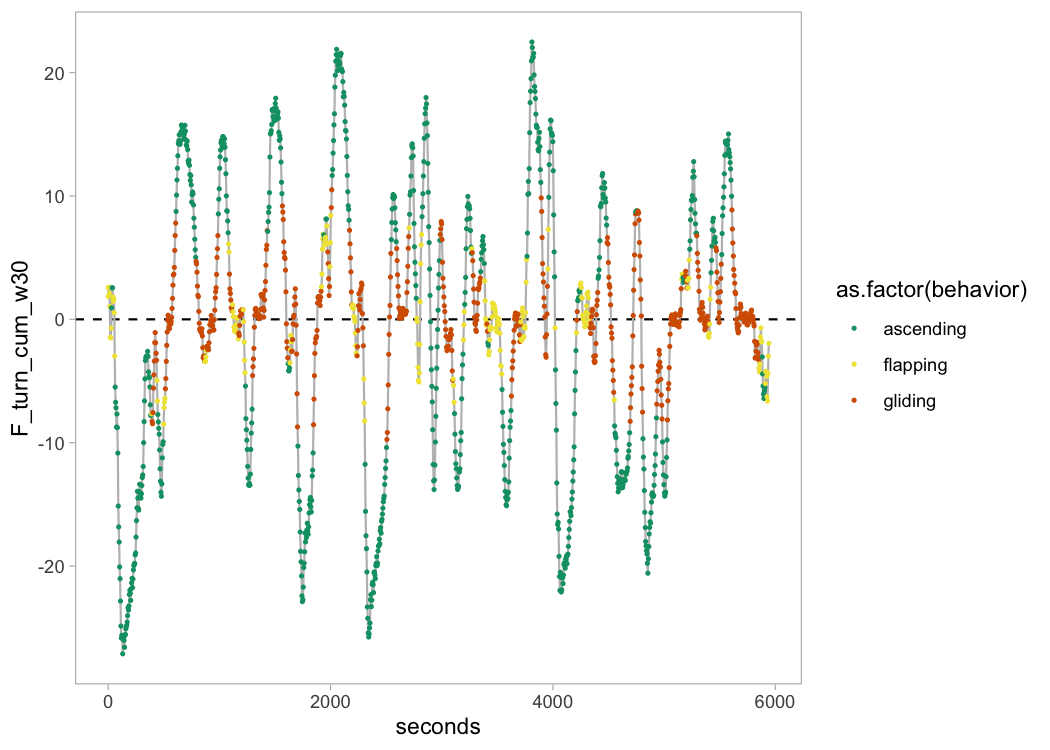 F_turn_cum_w30
20
10
0
-10
-20
0 2000 4000 6000
seconds
as.factor(behavior)
ascending
flapping
gliding